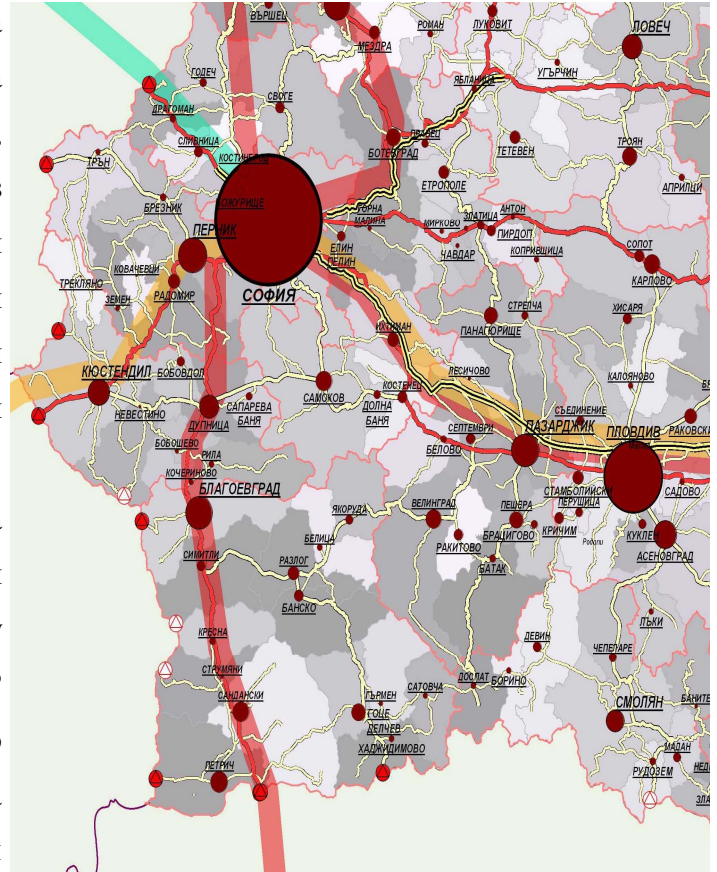 ВЪРШЕЦ
РОМАН
ЛУКОВИТ
ЛОВЕЧ
МЕЗДРА
УГЪРЧИН
ГОДЕЧ
ЯБЛАНИЦА
СВОГЕ
ДРАГОМАН
СЛИВНИЦА
ПРАВЕЦ
БОТЕВГРАД
ТЕТЕВЕН
ТРОЯН
ТРЪН
КОСТИНБРОД
ЕТРОПОЛЕ
АПРИЛЦИ
БРЕЗНИК
БОЖУРИЩЕ
ГОРНА
МАЛИНА
АНТОН
МИРКОВО
ЗЛАТИЦА
ПИРДОП
ПЕРНИК
ЕЛИН
ПЕЛИН
ЧАВДАР
КОПРИВЩИЦА
СОПОТ
КОВАЧЕВЦИ
КАРЛОВО
ТРЕКЛЯНО
РАДОМИР
ЗЕМЕН
СОФИЯ
СТРЕЛЧА
ХИСАРЯ
ИХТИМАН
ПАНАГЮРИЩЕ
КЮСТЕНДИЛ
БОБОВДОЛ
ЛЕСИЧОВО
КАЛОЯНОВО
САМОКОВ
КОСТЕНЕЦ
НЕВЕСТИНО
САПАРЕВА
БАНЯ
ДОЛНА
БАНЯ
СЪЕДИНЕНИЕ
ДУПНИЦА
СЕПТЕМВРИ
ПАЗАРДЖИК
ПЛОВДИВ
РАКОВСКИ
БОБОШЕВО
БЕЛОВО
РИЛА
КОЧЕРИНОВО
СТАМБОЛИЙСКИ
САДОВО
БЛАГОЕВГРАД
ВЕЛИНГРАД
ПЕЩЕРА
ПЕРУЩИЦА
ЯКОРУДА
БРАЦИГОВО
КРИЧИМ
КУКЛЕН
БЕЛИЦА
РАКИТОВО
Родопи
АСЕНОВГРАД
СИМИТЛИ
РАЗЛОГ
БАТАК
БАНСКО
ЛЪКИ
КРЕСНА
ДЕВИН
ЧЕПЕЛАРЕ
СТРУМЯНИ
ДОСПАТ
БОРИНО
САНДАНСКИ
ГЪРМЕН
САТОВЧА
СМОЛЯН
БАНИТЕ
ГОЦЕ
ДЕЛЧЕВ
ХАДЖИДИМОВО
МАДАН
ПЕТРИЧ
РУДОЗЕМ
НЕД
ЗЛА